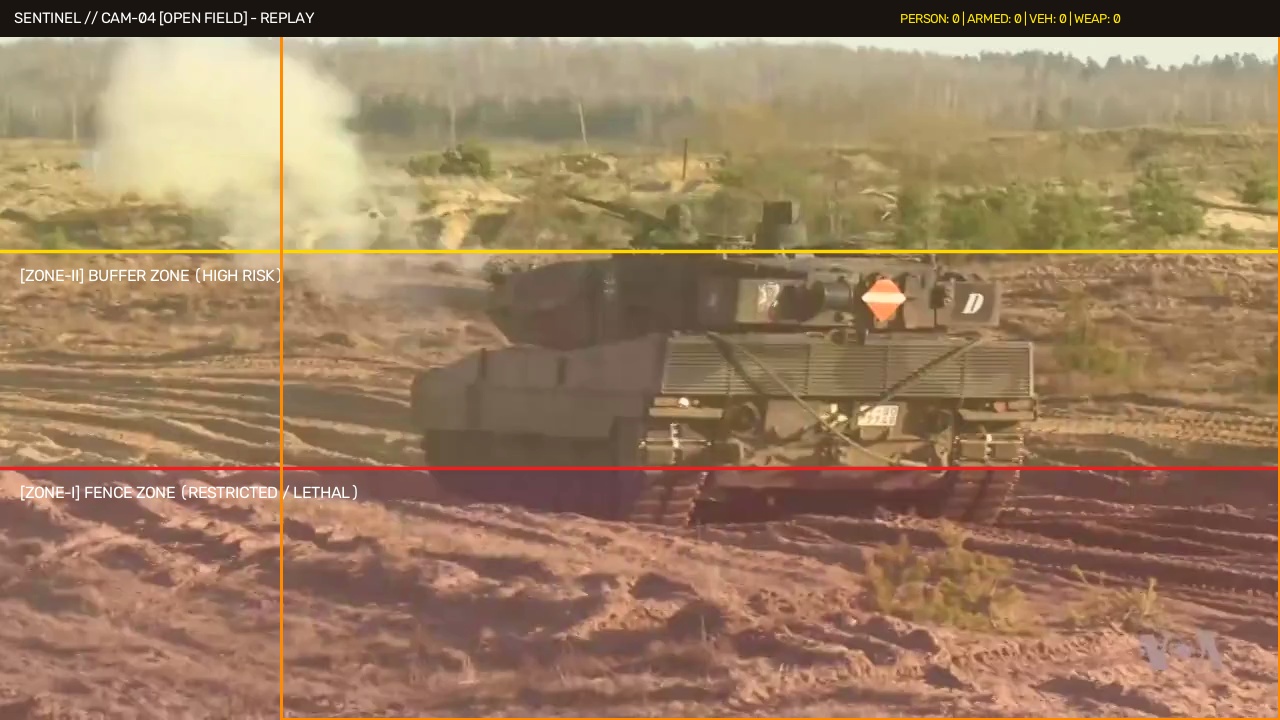 SENTINEL // CAM-04 [OPEN FIELD] - REPLAY
PERSON: 0 | ARMED: 0 | VEH: 0 | WEAP: 0
[ZONE-II] BUFFER ZONE (HIGH RISK)
D
[ZONE-I] FENCE ZONE (RESTRICTED / LETHAL)
VOA